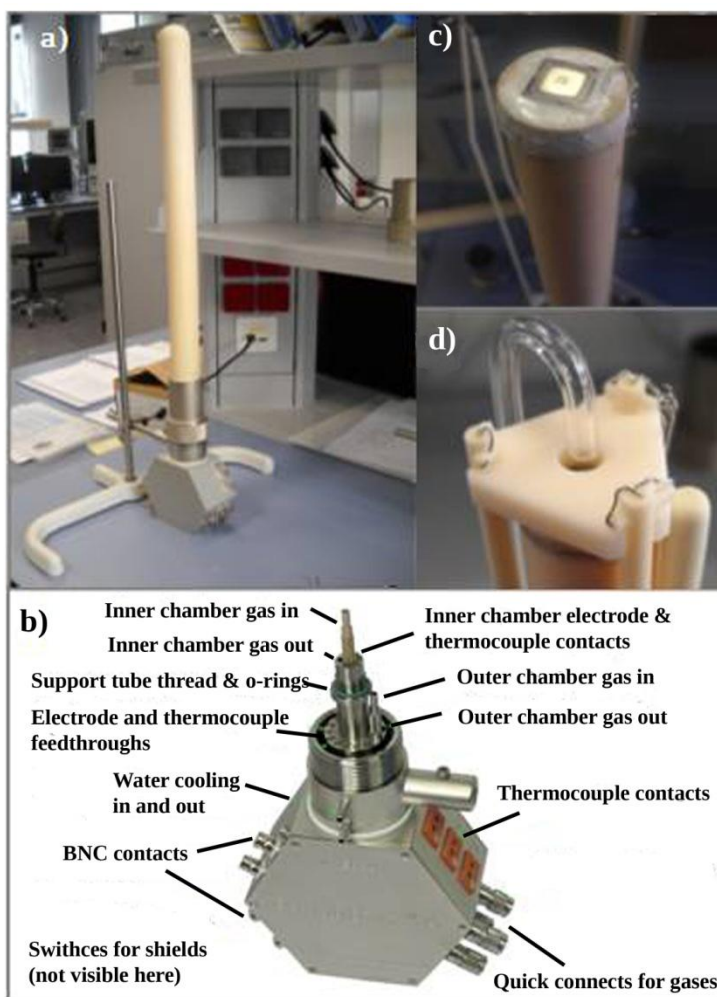 a)
c)
d)
b)
Inner chamber gas in
Inner chamber gas out
Support tube thread & o-rings
Electrode and thermocouple
feedthroughs
Water cooling
in and out
BNC contacts
Swithces for shields
(not visible here)
Inner chamber electrode &
thermocouple contacts
Outer chamber gas in
Outer chamber gas out
Thermocouple contacts
Quick connects for gases